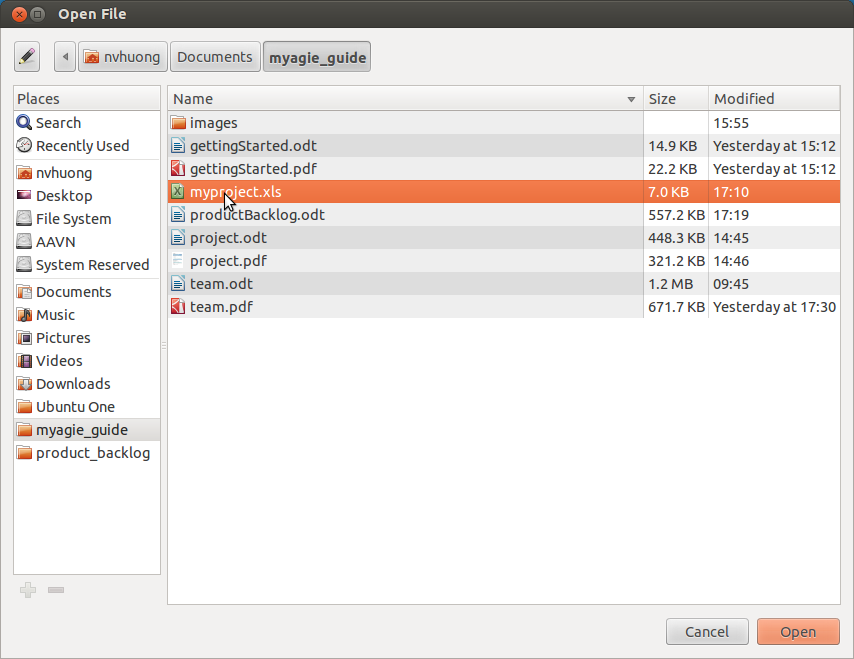 Open File
nvhuong Documents myagie_guide
Places
Search
Recently Used
nvhuong
Desktop
File System
AAVN
System Reserved
Documents
Music
Pictures
Videos
Downloads
Ubuntu One
myagie_guide
product_backlog
Name Size Modified
images 15:55
gettingStarted.odt 14.9 KB Yesterday at 15:12
gettingStarted.pdf 22.2 KB Yesterday at 15:12
myproject.xls 7.0 KB 17:10
productBacklog.odt 557.2 KB 17:19
project.odt 448.3 KB 14:45
project.pdf 321.2 KB 14:46
team.odt 1.2 MB 09:45
team.pdf 671.7 KB Yesterday at 17:30
Cancel Open